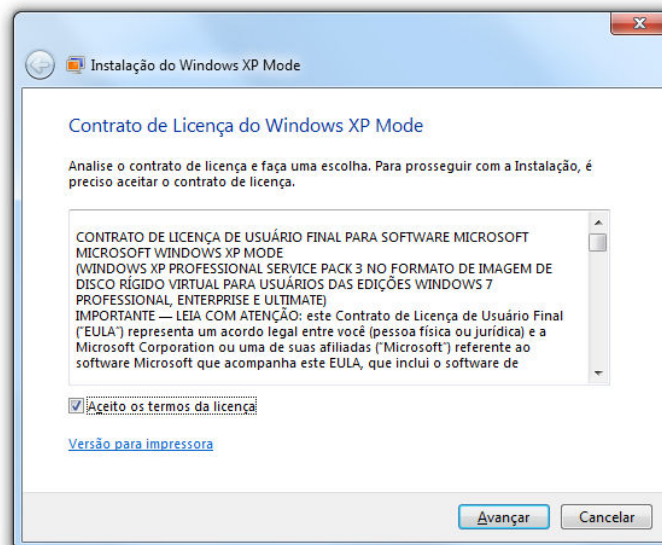 Instalação do Windows XP Mode
Contrato de Licença do Windows XP Mode
Analise o contrato de licença e faça uma escolha. Para prosseguir com a Instalação, é
preciso aceitar o contrato de licença.
CONTRATO DE LICENÇA DE USUÁRIO FINAL PARA SOFTWARE MICROSOFT
MICROSOFT WINDOWS XP MODE
(WINDOWS XP PROFESSIONAL SERVICE PACK 3 NO FORMATO DE IMAGEM DE
DISCO RÍGIDO VIRTUAL PARA USUÁRIOS DAS EDIÇÕES WINDOWS 7
PROFESSIONAL, ENTERPRISE E ULTIMATE)
IMPORTANTE — LEIA COM ATENÇÃO: este Contrato de Licença de Usuário Final
("EULA") representa um acordo legal entre você (pessoa física ou jurídica) e a
Microsoft Corporation ou uma de suas afiliadas ("Microsoft") referente ao
software Microsoft que acompanha este EULA, que inclui o software de
Aceito os termos da licença
Versão para impressora
Avançar Cancelar